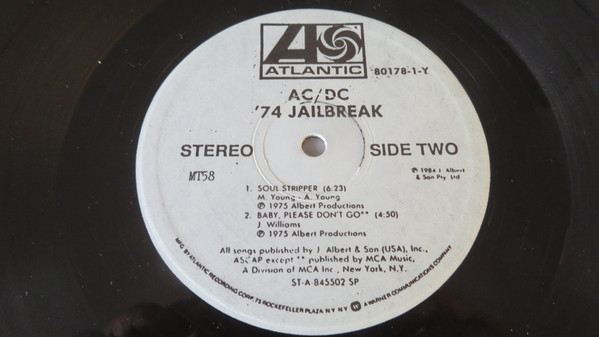 ATLANTIC
80178-1-Y
AC/DC
'74 JAILBREAK
STEREO
SIDE TWO
MT58
℗ 1984 J. Albert
& Son Pty. Ltd
1. SOUL STRIPPER (6:23)
M. Young - A. Young
℗ 1975 Albert Productions
2. BABY, PLEASE DON'T GO** (4:50)
J. Williams
℗ 1975 Albert Productions
All songs published by J. Albert & Son (USA), Inc.,
ASCAP except ** published by MCA Music,
A Division of MCA Inc., New York, N.Y.
ST-A-845502 SP
MFG. BY ATLANTIC RECORDING CORP. 75 ROCKEFELLER PLAZA NY NY W A WARNER COMMUNICATIONS COMPANY